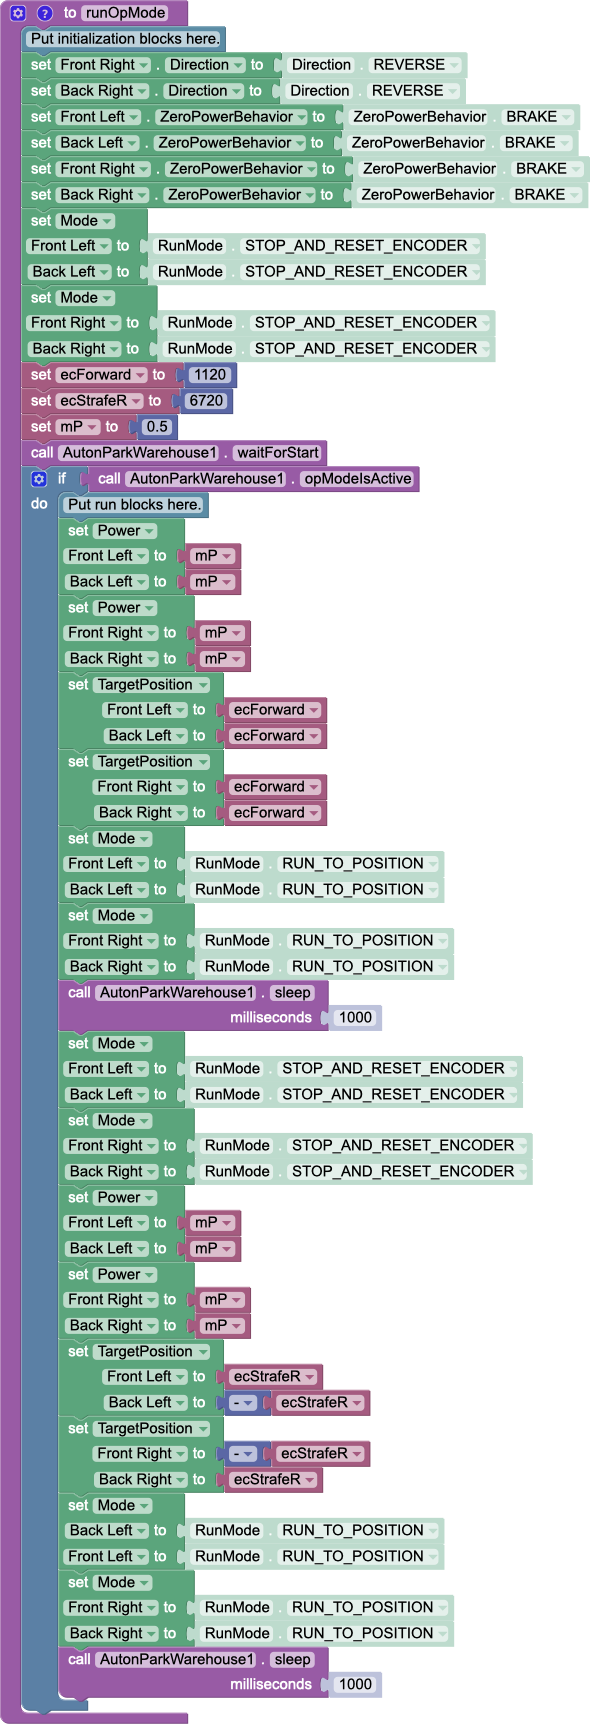 to runOpMode
Put initialization blocks here.
set Front Right . Direction to Direction . REVERSE
set Back Right . Direction to Direction . REVERSE
set Front Left . ZeroPowerBehavior to ZeroPowerBehavior . BRAKE
set Back Left . ZeroPowerBehavior to ZeroPowerBehavior . BRAKE
set Front Right . ZeroPowerBehavior to ZeroPowerBehavior . BRAKE
set Back Right . ZeroPowerBehavior to ZeroPowerBehavior . BRAKE
set Mode
Front Left to RunMode . STOP_AND_RESET_ENCODER
Back Left to RunMode . STOP_AND_RESET_ENCODER
set Mode
Front Right to RunMode . STOP_AND_RESET_ENCODER
Back Right to RunMode . STOP_AND_RESET_ENCODER
set ecForward to 1120
set ecStrafeR to 6720
set mP to 0.5
call AutonParkWarehouse1 . waitForStart
if call AutonParkWarehouse1 . opModeIsActive
do Put run blocks here.
set Power
Front Left to mP
Back Left to mP
set Power
Front Right to mP
Back Right to mP
set TargetPosition
Front Left to ecForward
Back Left to ecForward
set TargetPosition
Front Right to ecForward
Back Right to ecForward
set Mode
Front Left to RunMode . RUN_TO_POSITION
Back Left to RunMode . RUN_TO_POSITION
set Mode
Front Right to RunMode . RUN_TO_POSITION
Back Right to RunMode . RUN_TO_POSITION
call AutonParkWarehouse1 . sleep
milliseconds 1000
set Mode
Front Left to RunMode . STOP_AND_RESET_ENCODER
Back Left to RunMode . STOP_AND_RESET_ENCODER
set Mode
Front Right to RunMode . STOP_AND_RESET_ENCODER
Back Right to RunMode . STOP_AND_RESET_ENCODER
set Power
Front Left to mP
Back Left to mP
set Power
Front Right to mP
Back Right to mP
set TargetPosition
Front Left to ecStrafeR
Back Left to - ecStrafeR
set TargetPosition
Front Right to - ecStrafeR
Back Right to ecStrafeR
set Mode
Back Left to RunMode . RUN_TO_POSITION
Front Left to RunMode . RUN_TO_POSITION
set Mode
Front Right to RunMode . RUN_TO_POSITION
Back Right to RunMode . RUN_TO_POSITION
call AutonParkWarehouse1 . sleep
milliseconds 1000